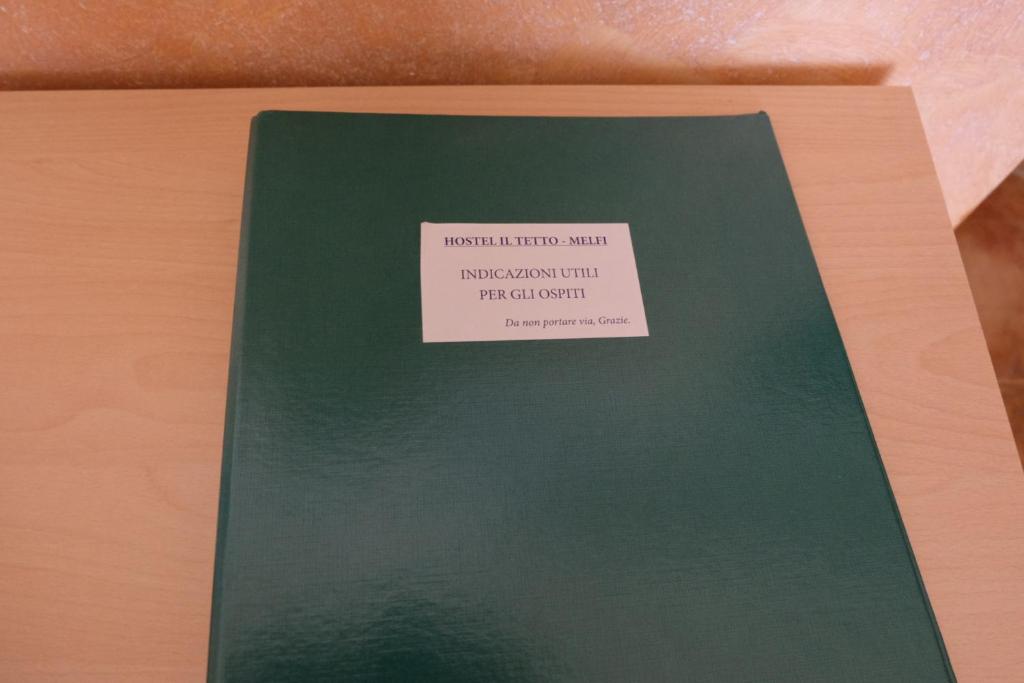 HOSTEL IL TETTO - MELFI
INDICAZIONI UTILI
PER GLI OSPITI
Da non portare via, Grazie.